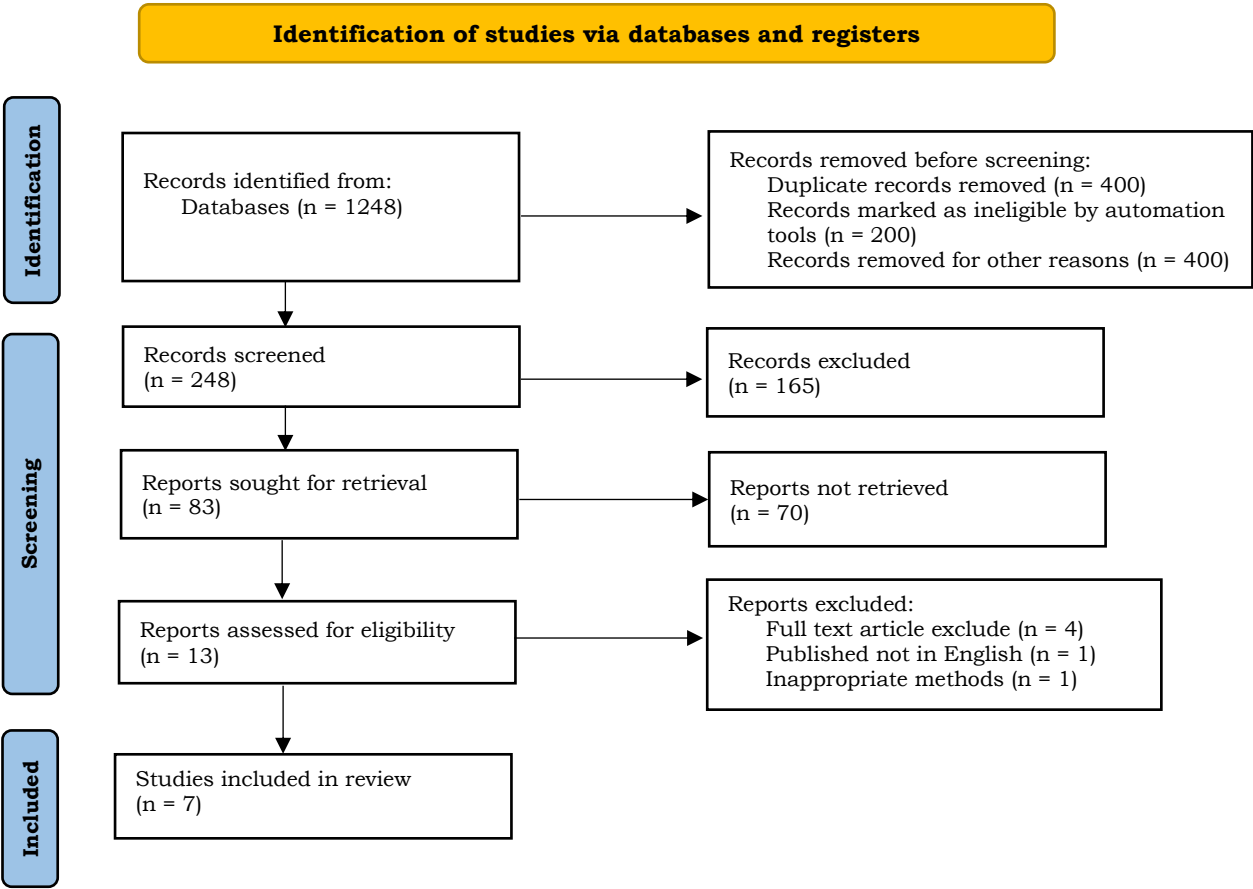 Identification of studies via databases and registers
Identification
Records identified from:
Databases (n = 1248)
Records removed before screening:
Duplicate records removed (n = 400)
Records marked as ineligible by automation
tools (n = 200)
Records removed for other reasons (n = 400)
Screening
Records screened
(n = 248)
Records excluded
(n = 165)
Reports sought for retrieval
(n = 83)
Reports not retrieved
(n = 70)
Reports assessed for eligibility
(n = 13)
Reports excluded:
Full text article exclude (n = 4)
Published not in English (n = 1)
Inappropriate methods (n = 1)
Included
Studies included in review
(n = 7)